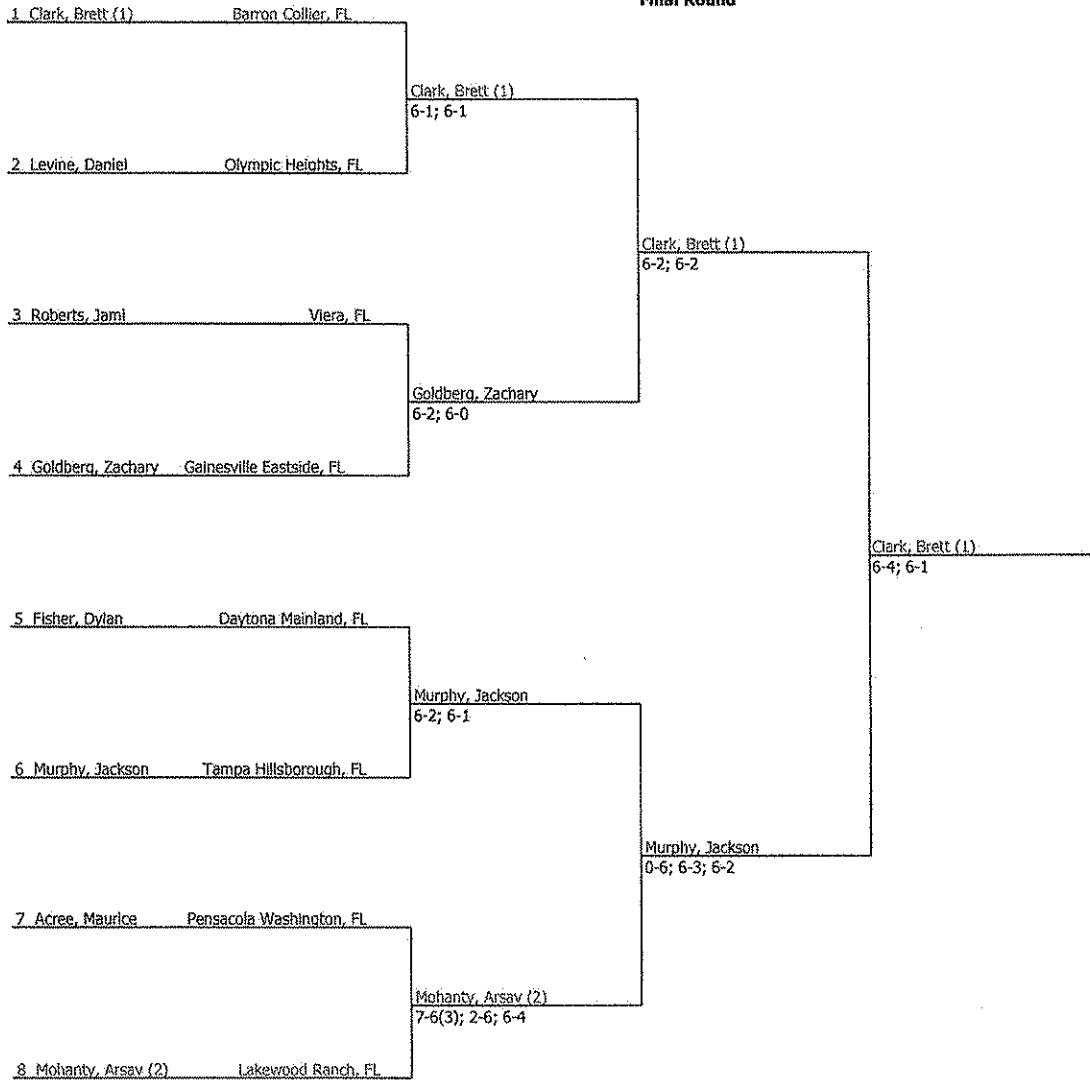 Final Round
1 Clark, Brett (1) Barron Collier, FL
Clark, Brett (1)
6-1; 6-1
2 Levine, Daniel Olympic Heights, FL
Clark, Brett (1)
6-2; 6-2
3 Roberts, Jami Viera, FL
Goldberg, Zachary
6-2; 6-0
4 Goldberg, Zachary Gainesville Eastside, FL
Clark, Brett (1)
6-4; 6-1
5 Fisher, Dylan Daytona Mainland, FL
Murphy, Jackson
6-2; 6-1
6 Murphy, Jackson Tampa Hillsborough, FL
Murphy, Jackson
0-6; 6-3; 6-2
7 Acree, Maurice Pensacola Washington, FL
Mohanty, Arsav (2)
7-6(3); 2-6; 6-4
8 Mohanty, Arsav (2) Lakewood Ranch, FL